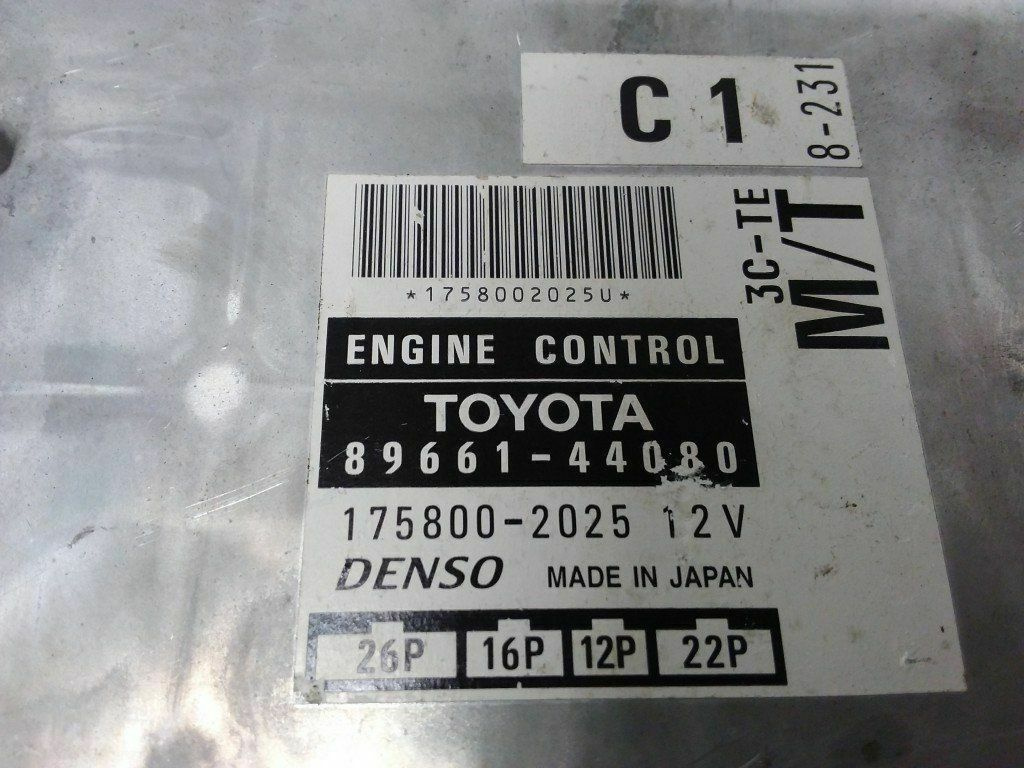 C 1
8-231
3C-TE
M/T
*1758002025U*
ENGINE CONTROL
TOYOTA
89661-44080
175800-2025 12V
DENSO MADE IN JAPAN
26P 16P 12P 22P